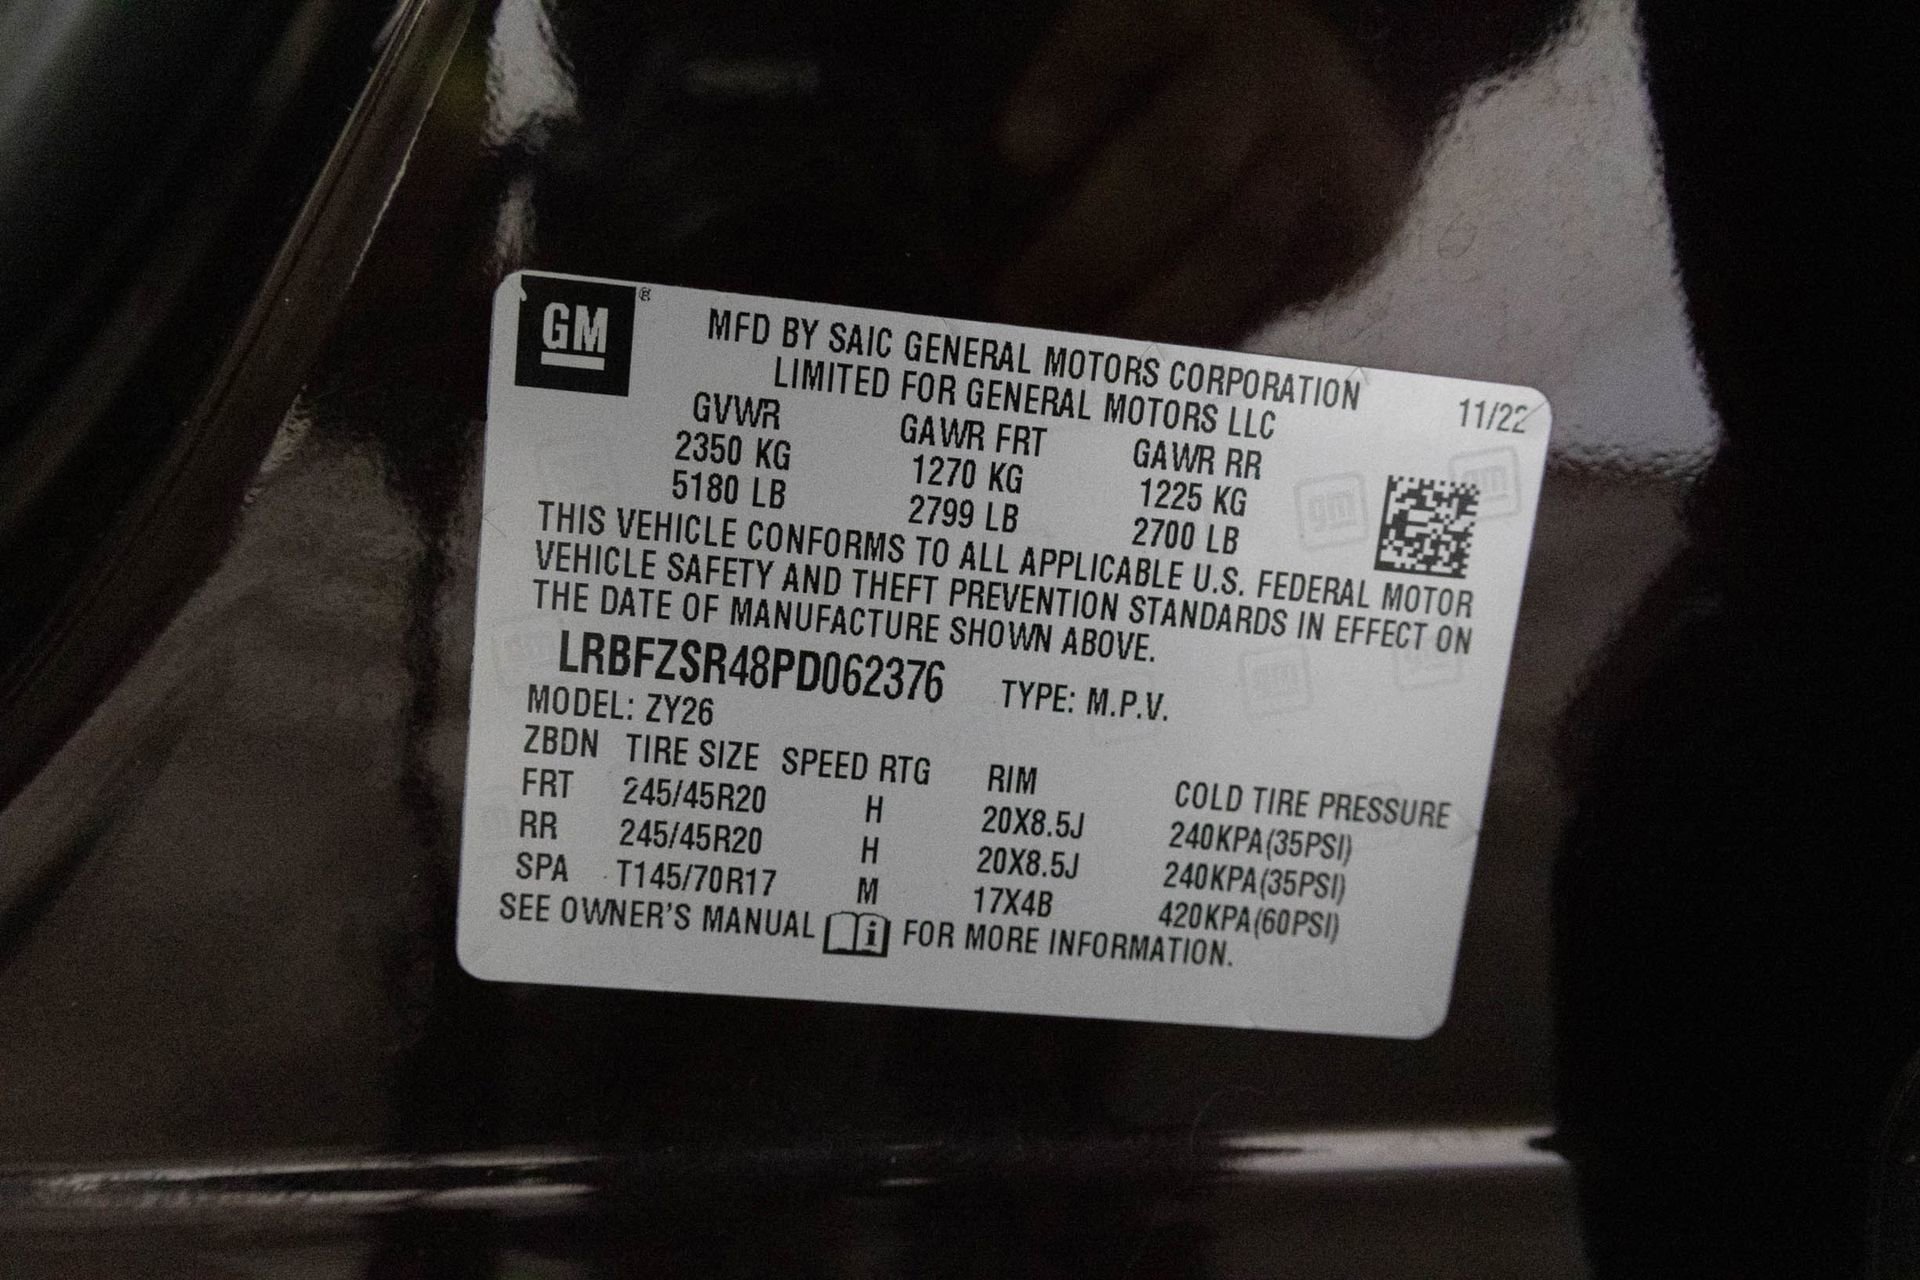 GM ®
MFD BY SAIC GENERAL MOTORS CORPORATION
LIMITED FOR GENERAL MOTORS LLC
11/22
GVWR GAWR FRT GAWR RR
2350 KG 1270 KG 1225 KG
5180 LB 2799 LB 2700 LB
THIS VEHICLE CONFORMS TO ALL APPLICABLE U.S. FEDERAL MOTOR
VEHICLE SAFETY AND THEFT PREVENTION STANDARDS IN EFFECT ON
THE DATE OF MANUFACTURE SHOWN ABOVE.
LRBFZSR48PD062376 TYPE: M.P.V.
MODEL: ZY26
ZBDN TIRE SIZE SPEED RTG RIM COLD TIRE PRESSURE
FRT 245/45R20 H 20X8.5J 240KPA(35PSI)
RR 245/45R20 H 20X8.5J 240KPA(35PSI)
SPA T145/70R17 M 17X4B 420KPA(60PSI)
SEE OWNER'S MANUAL i FOR MORE INFORMATION.
gm
gm